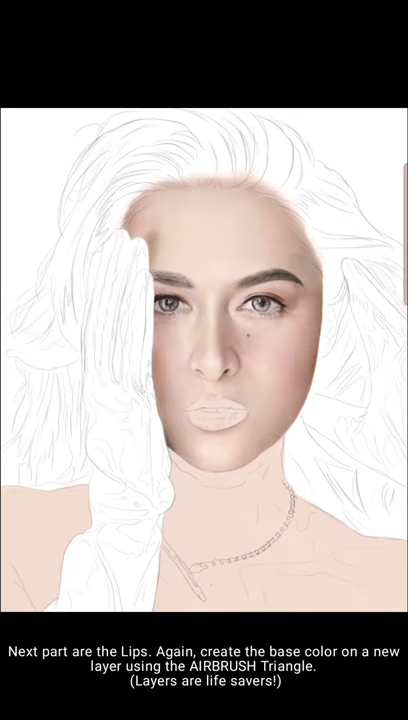 Next part are the Lips. Again, create the base color on a new
layer using the AIRBRUSH Triangle.
(Layers are life savers!)